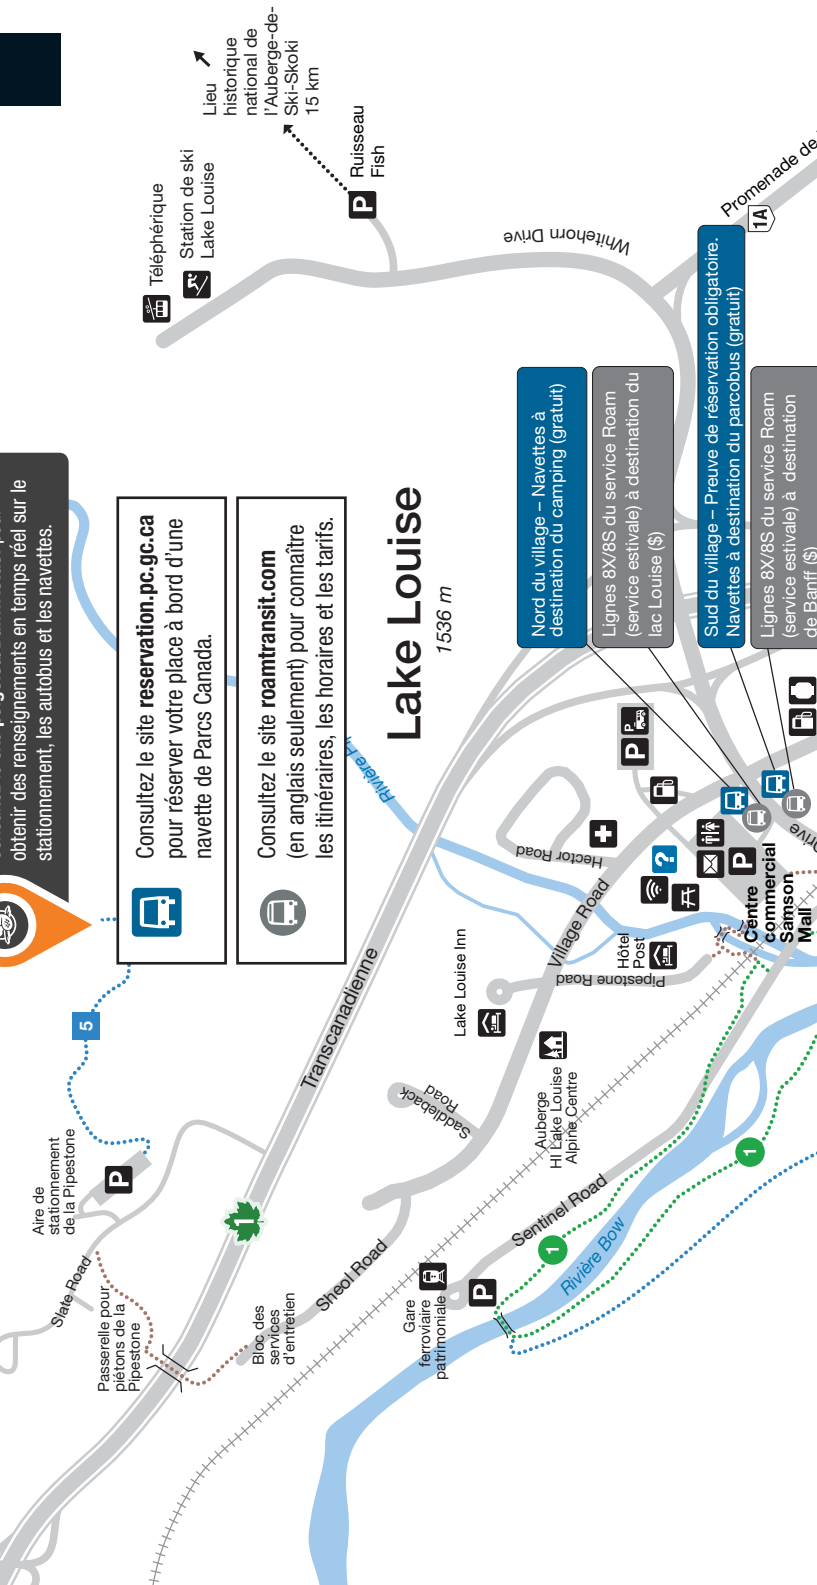 obtenir des renseignements en temps réel sur le
stationnement, les autobus et les navettes.
Consultez le site reservation.pc.gc.ca
pour réserver votre place à bord d'une
navette de Parcs Canada.
Consultez le site roamtransit.com
(en anglais seulement) pour connaître
les itinéraires, les horaires et les tarifs.
Lake Louise
1536 m
Téléphérique
Station de ski
Lake Louise
Lieu
historique
national de
l'Auberge-de-
Ski-Skoki
15 km
P
Ruisseau
Fish
Whitehorn Drive
Promenade de
1A
Nord du village – Navettes à
destination du camping (gratuit)
Lignes 8X/8S du service Roam
(service estivale) à destination du
lac Louise ($)
Sud du village – Preuve de réservation obligatoire.
Navettes à destination du parcobus (gratuit)
Lignes 8X/8S du service Roam
(service estivale) à destination
de Banff ($)
5
Aire de
stationnement
de la Pipestone
P
Slate Road
Passerelle pour
piétons de la
Pipestone
Transcanadienne
1
Bloc des
services
d'entretien
Sheol Road
Saddleback
Road
Lake Louise Inn
Village Road
Hector Road
Pipestone Road
Hôtel
Post
Auberge
HI Lake Louise
Alpine Centre
Gare
ferroviaire
patrimoniale
P
Sentinel Road
Rivière Bow
1
1
P
P
?
P
Centre
commercial
Samson
Mall
Drive
Rivière